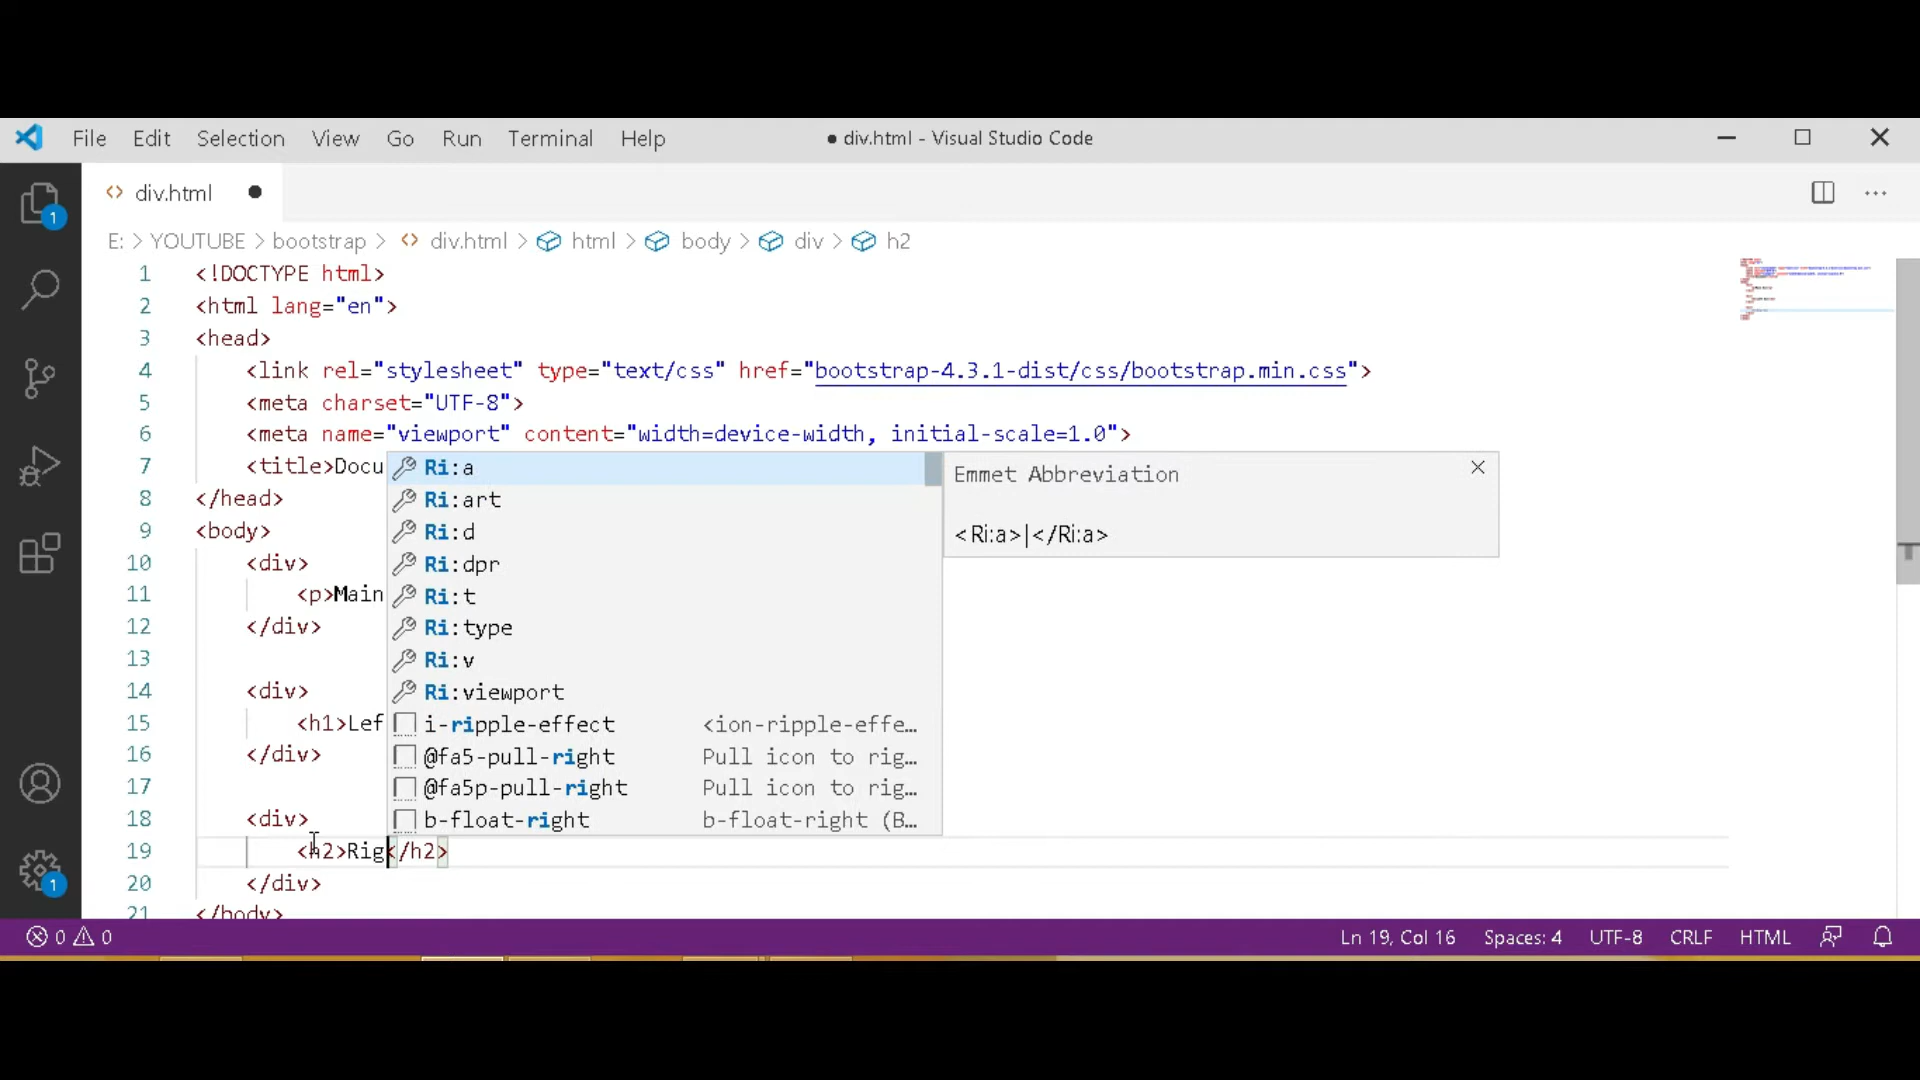 File Edit Selection View Go Run Terminal Help
● div.html - Visual Studio Code
div.html
E: > YOUTUBE > bootstrap > div.html > html > body > div > h2
1 <!DOCTYPE html>
2 <html lang="en">
3 <head>
4 <link rel="stylesheet" type="text/css" href="bootstrap-4.3.1-dist/css/bootstrap.min.css">
5 <meta charset="UTF-8">
6 <meta name="viewport" content="width=device-width, initial-scale=1.0">
7 <title>Docu
8 </head>
9 <body>
10 <div>
11 <p>Main
12 </div>
13
14 <div>
15 <h1>Lef
16 </div>
17
18 <div>
19 <h2>Rig</h2>
20 </div>
21 </body>
Ri:a
Ri:art
Ri:d
Ri:dpr
Ri:t
Ri:type
Ri:v
Ri:viewport
i-ripple-effect <ion-ripple-effe…
@fa5-pull-right Pull icon to rig…
@fa5p-pull-right Pull icon to rig…
b-float-right b-float-right (B…
Emmet Abbreviation
<Ri:a>|</Ri:a>
1
1
0 0
Ln 19, Col 16 Spaces: 4 UTF-8 CRLF HTML